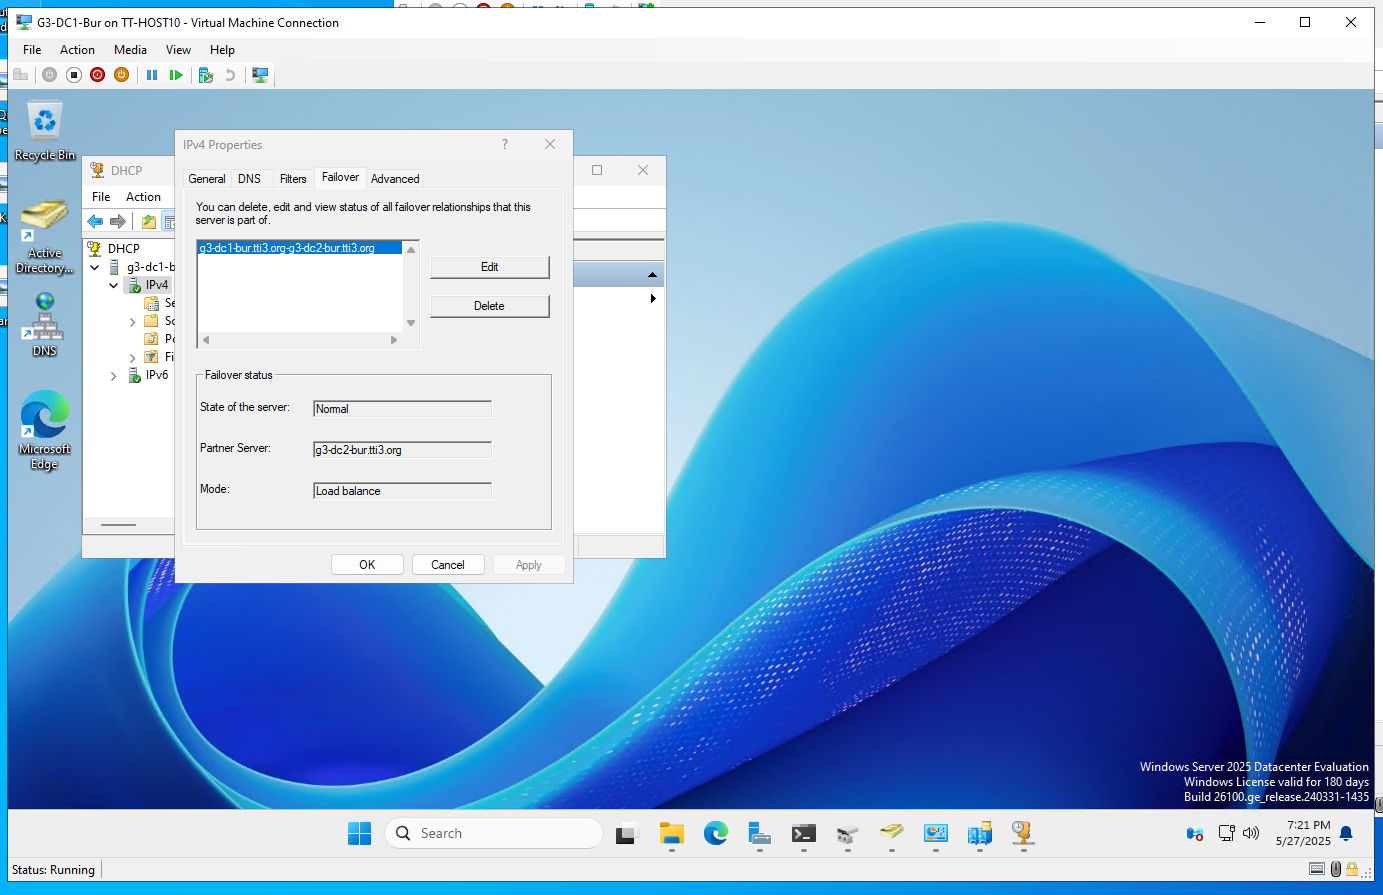 G3-DC1-Bur on TT-HOST10 - Virtual Machine Connection
File Action Media View Help
Recycle Bin
Active
Directory...
DNS
Microsoft
Edge
DHCP
File Action
DHCP
g3-dc1-b
IPv4
Se
Sc
Po
Fi
IPv6
IPv4 Properties
?
General DNS Filters Failover Advanced
You can delete, edit and view status of all failover relationships that this
server is part of.
g3-dc1-bur.tti3.org-g3-dc2-bur.tti3.org
Edit
Delete
Failover status
State of the server: Normal
Partner Server: g3-dc2-bur.tti3.org
Mode: Load balance
OK Cancel Apply
Windows Server 2025 Datacenter Evaluation
Windows License valid for 180 days
Build 26100.ge_release.240331-1435
Search
7:21 PM
5/27/2025
Status: Running